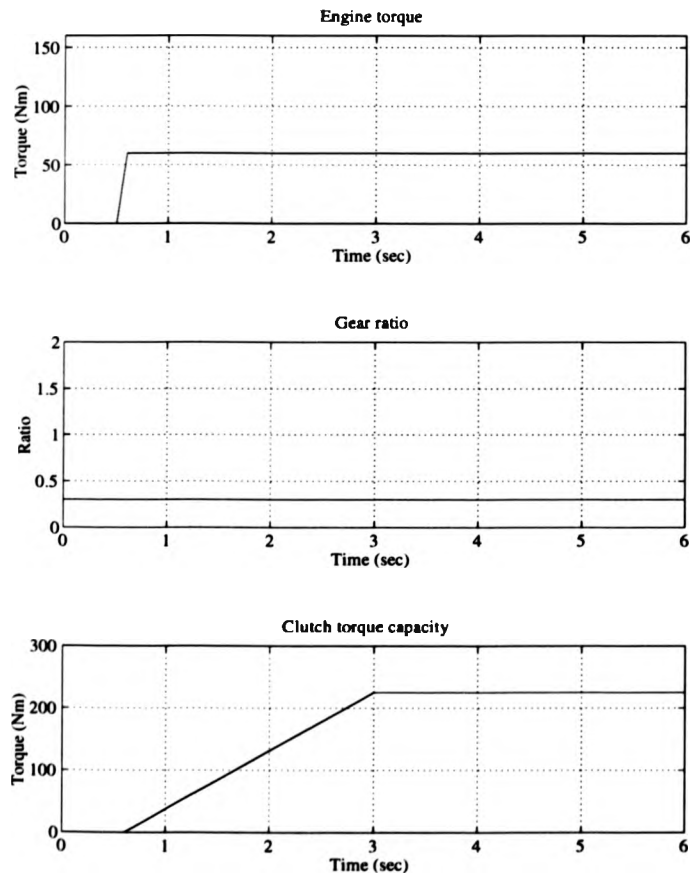 Engine torque
150
100
50
0
Torque (Nm)
0 1 2 3 4 5 6
Time (sec)
Gear ratio
2
1.5
1
0.5
0
Ratio
0 1 2 3 4 5 6
Time (sec)
Clutch torque capacity
300
200
100
0
Torque (Nm)
0 1 2 3 4 5 6
Time (sec)